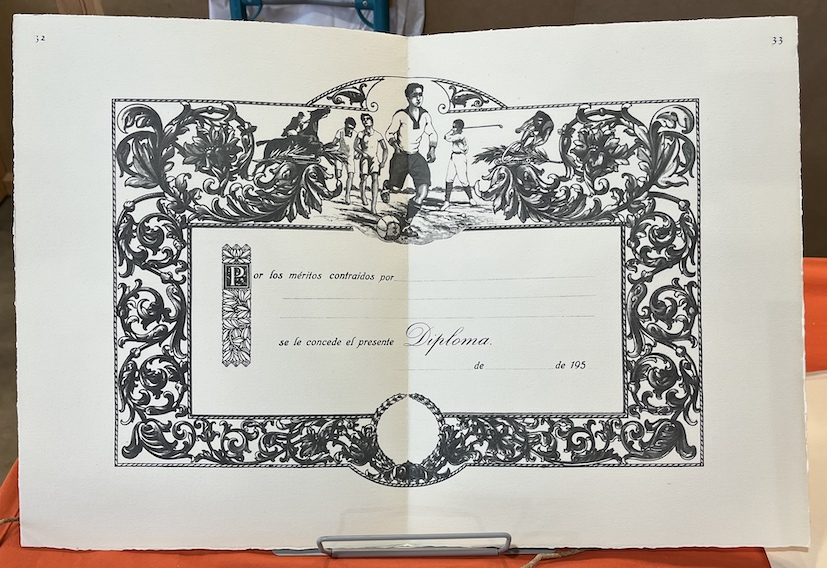 32
33
Por los méritos contraídos por
se le concede el presente Diploma.
de de 195